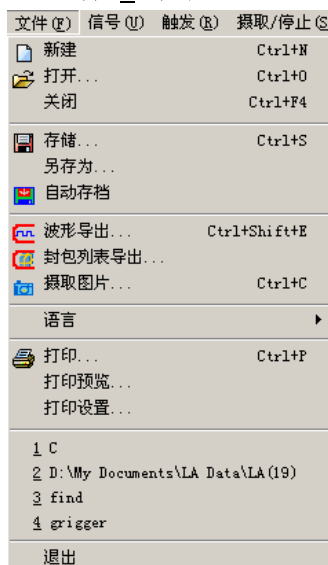 文件(F) 信号(U) 触发(R) 摄取/停止(S
新建 Ctrl+N
打开... Ctrl+O
关闭 Ctrl+F4
存储... Ctrl+S
另存为...
自动存档
波形导出... Ctrl+Shift+E
封包列表导出...
摄取图片... Ctrl+C
语言
打印... Ctrl+P
打印预览...
打印设置...
1 C
2 D:\My Documents\LA Data\LA(19)
3 find
4 grigger
退出